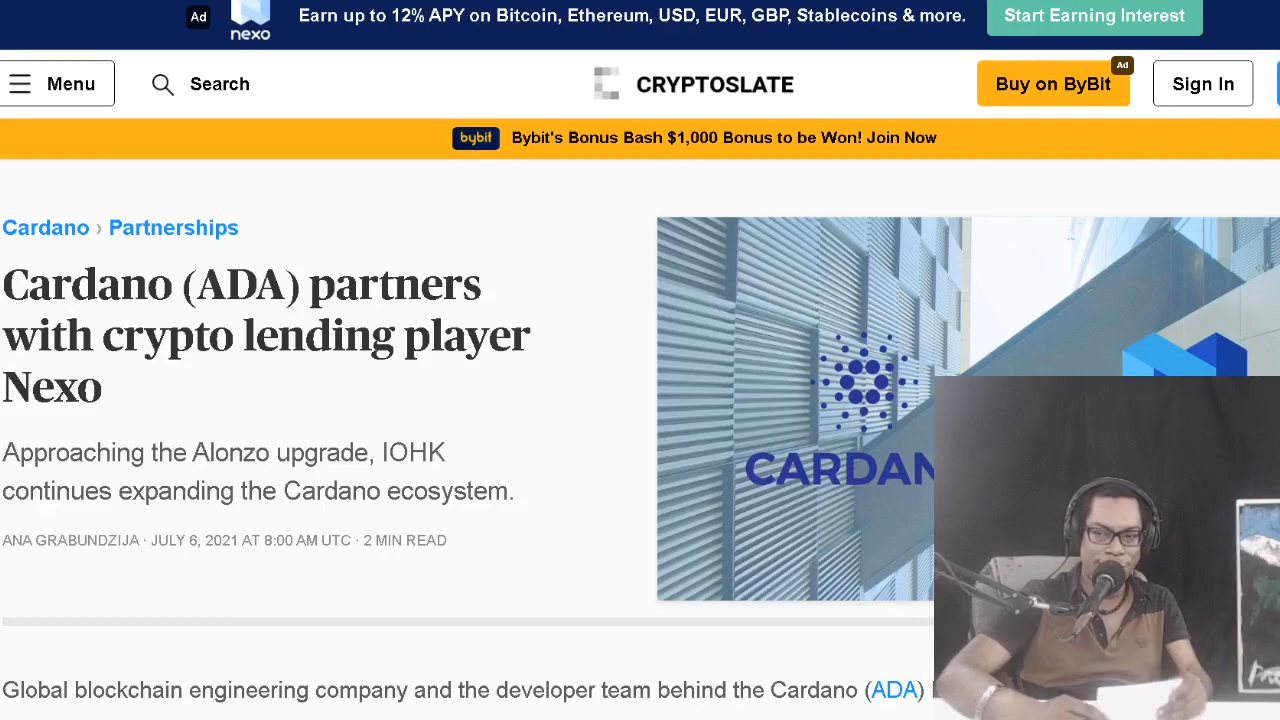 Ad
nexo
Earn up to 12% APY on Bitcoin, Ethereum, USD, EUR, GBP, Stablecoins & more.
Start Earning Interest
Menu
Search
CRYPTOSLATE
Buy on ByBit
Ad
Sign In
bybit
Bybit's Bonus Bash $1,000 Bonus to be Won! Join Now
Cardano › Partnerships
Cardano (ADA) partners
with crypto lending player
Nexo
Approaching the Alonzo upgrade, IOHK
continues expanding the Cardano ecosystem.
ANA GRABUNDZIJA · JULY 6, 2021 AT 8:00 AM UTC · 2 MIN READ
CARDAN
Global blockchain engineering company and the developer team behind the Cardano (ADA)